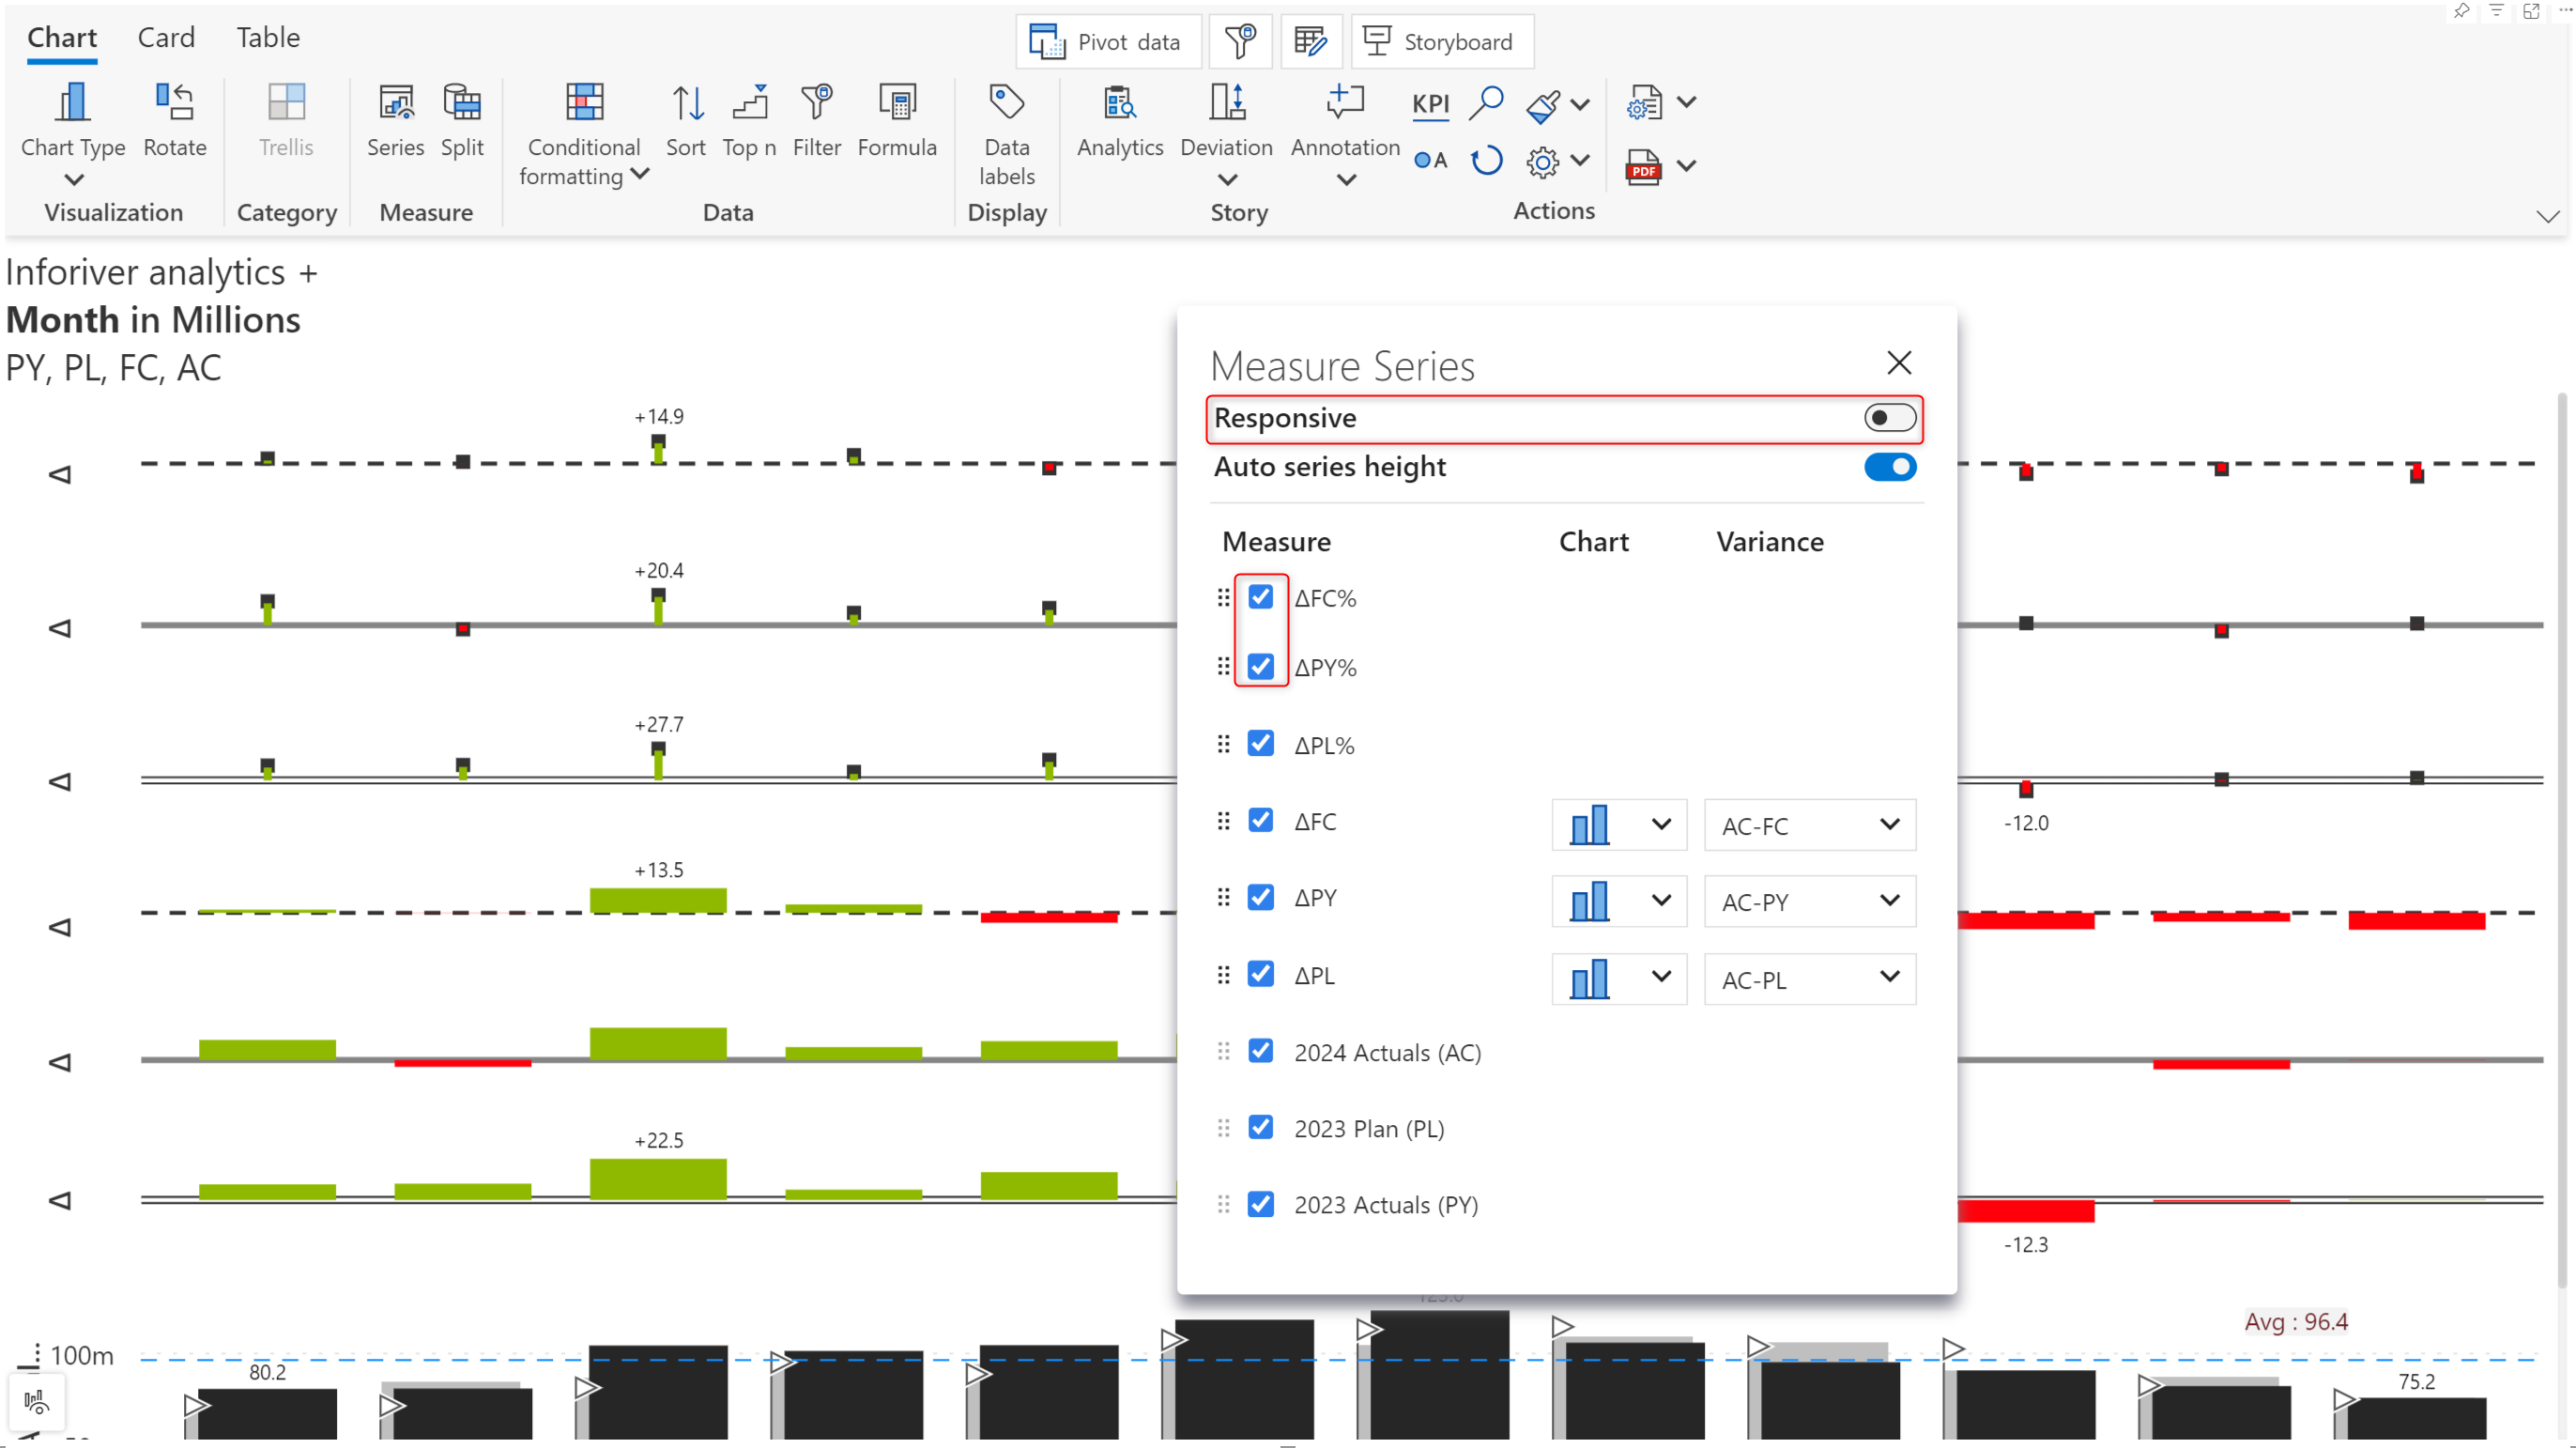 Chart Card Table
Pivot data Storyboard
KPI
Chart Type Rotate Trellis Series Split Conditional formatting Sort Top n Filter Formula Data labels Analytics Deviation Annotation
A
PDF
Visualization Category Measure Data Display Story Actions
Inforiver analytics +
Month in Millions
PY, PL, FC, AC
Measure Series
Responsive
Auto series height
Measure Chart Variance
ΔFC%
ΔPY%
ΔPL%
ΔFC AC-FC
ΔPY AC-PY
ΔPL AC-PL
2024 Actuals (AC)
2023 Plan (PL)
2023 Actuals (PY)
+14.9
+20.4
+27.7
-12.0
+13.5
+22.5
-12.3
Avg : 96.4
100m
80.2
75.2